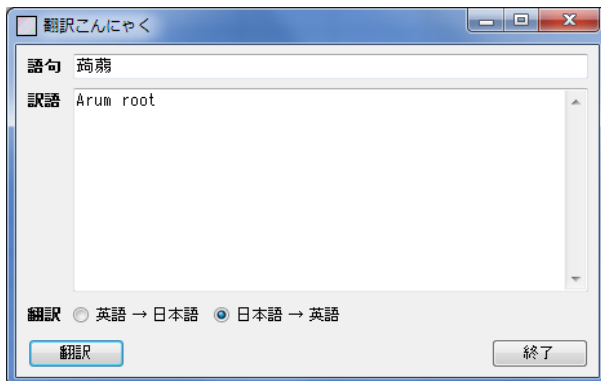 翻訳こんにゃく
語句 蒟蒻
訳語 Arum root
翻訳 英語 → 日本語 日本語 → 英語
翻訳 終了